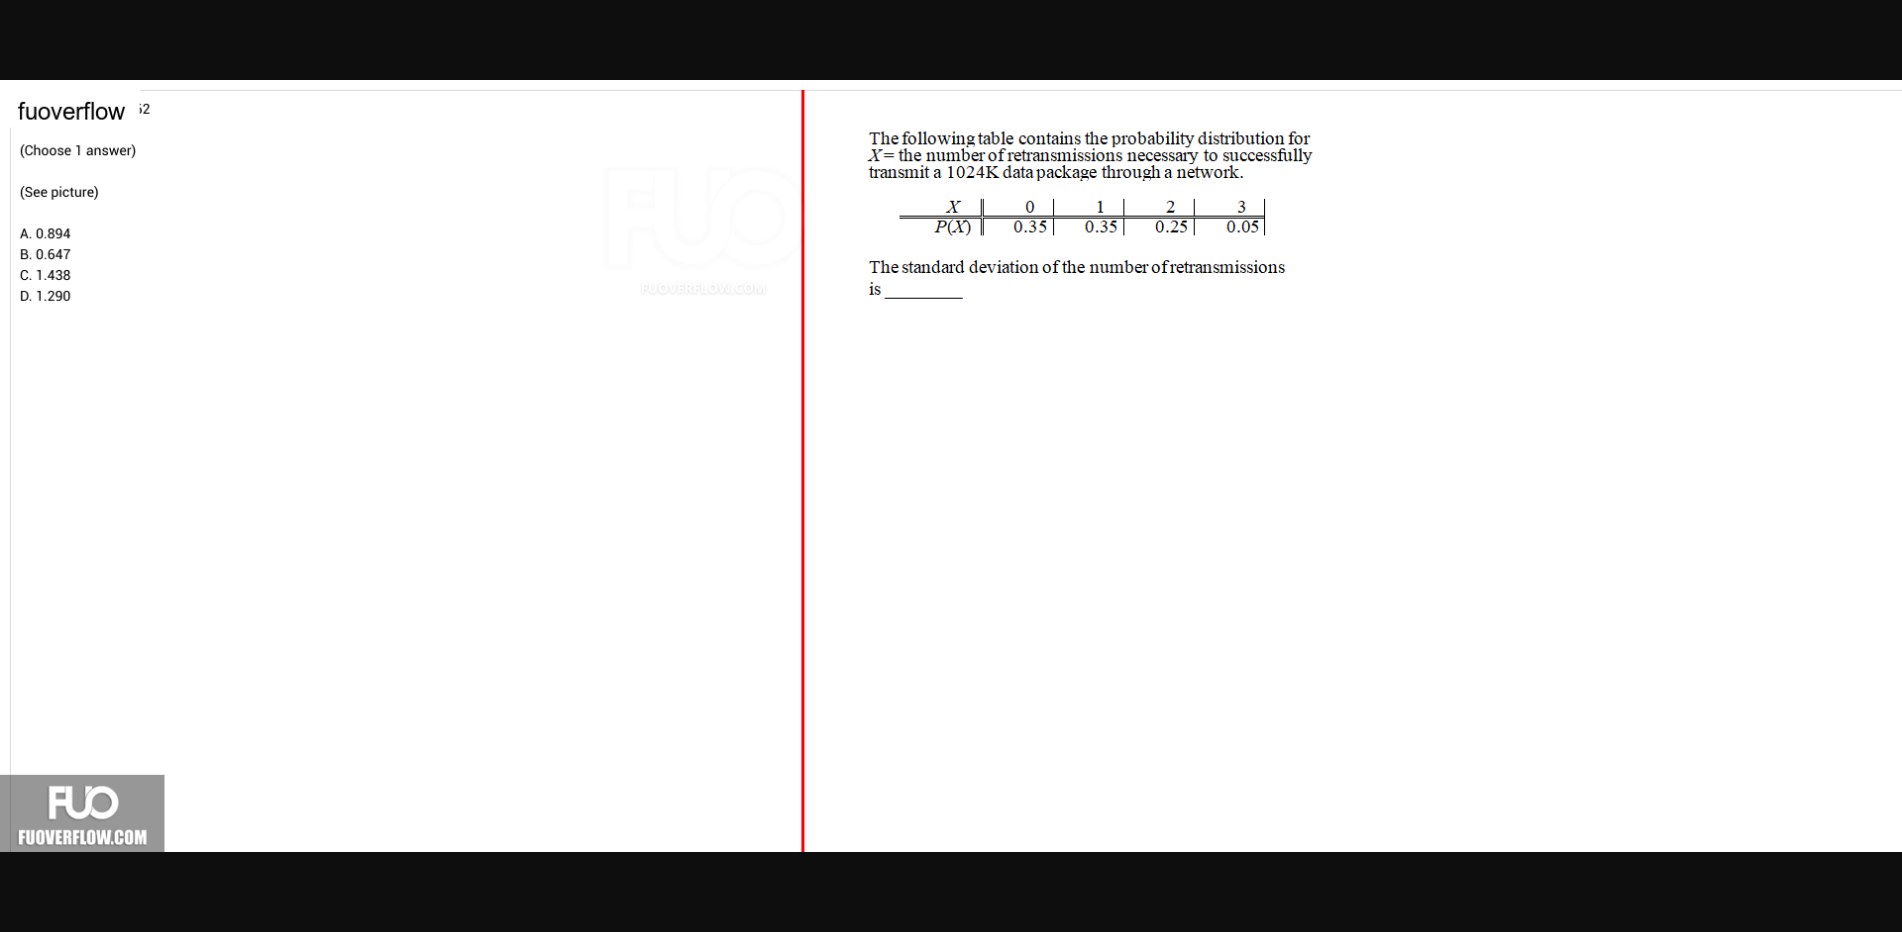 fuoverflow 52
(Choose 1 answer)
(See picture)
A. 0.894
B. 0.647
C. 1.438
D. 1.290
FUO
FUOVERFLOW.COM
The following table contains the probability distribution for
X= the number of retransmissions necessary to successfully
transmit a 1024K data package through a network.
X 0 1 2 3
P(X) 0.35 0.35 0.25 0.05
The standard deviation of the number of retransmissions
is ________
FUO
FUOVERFLOW.COM